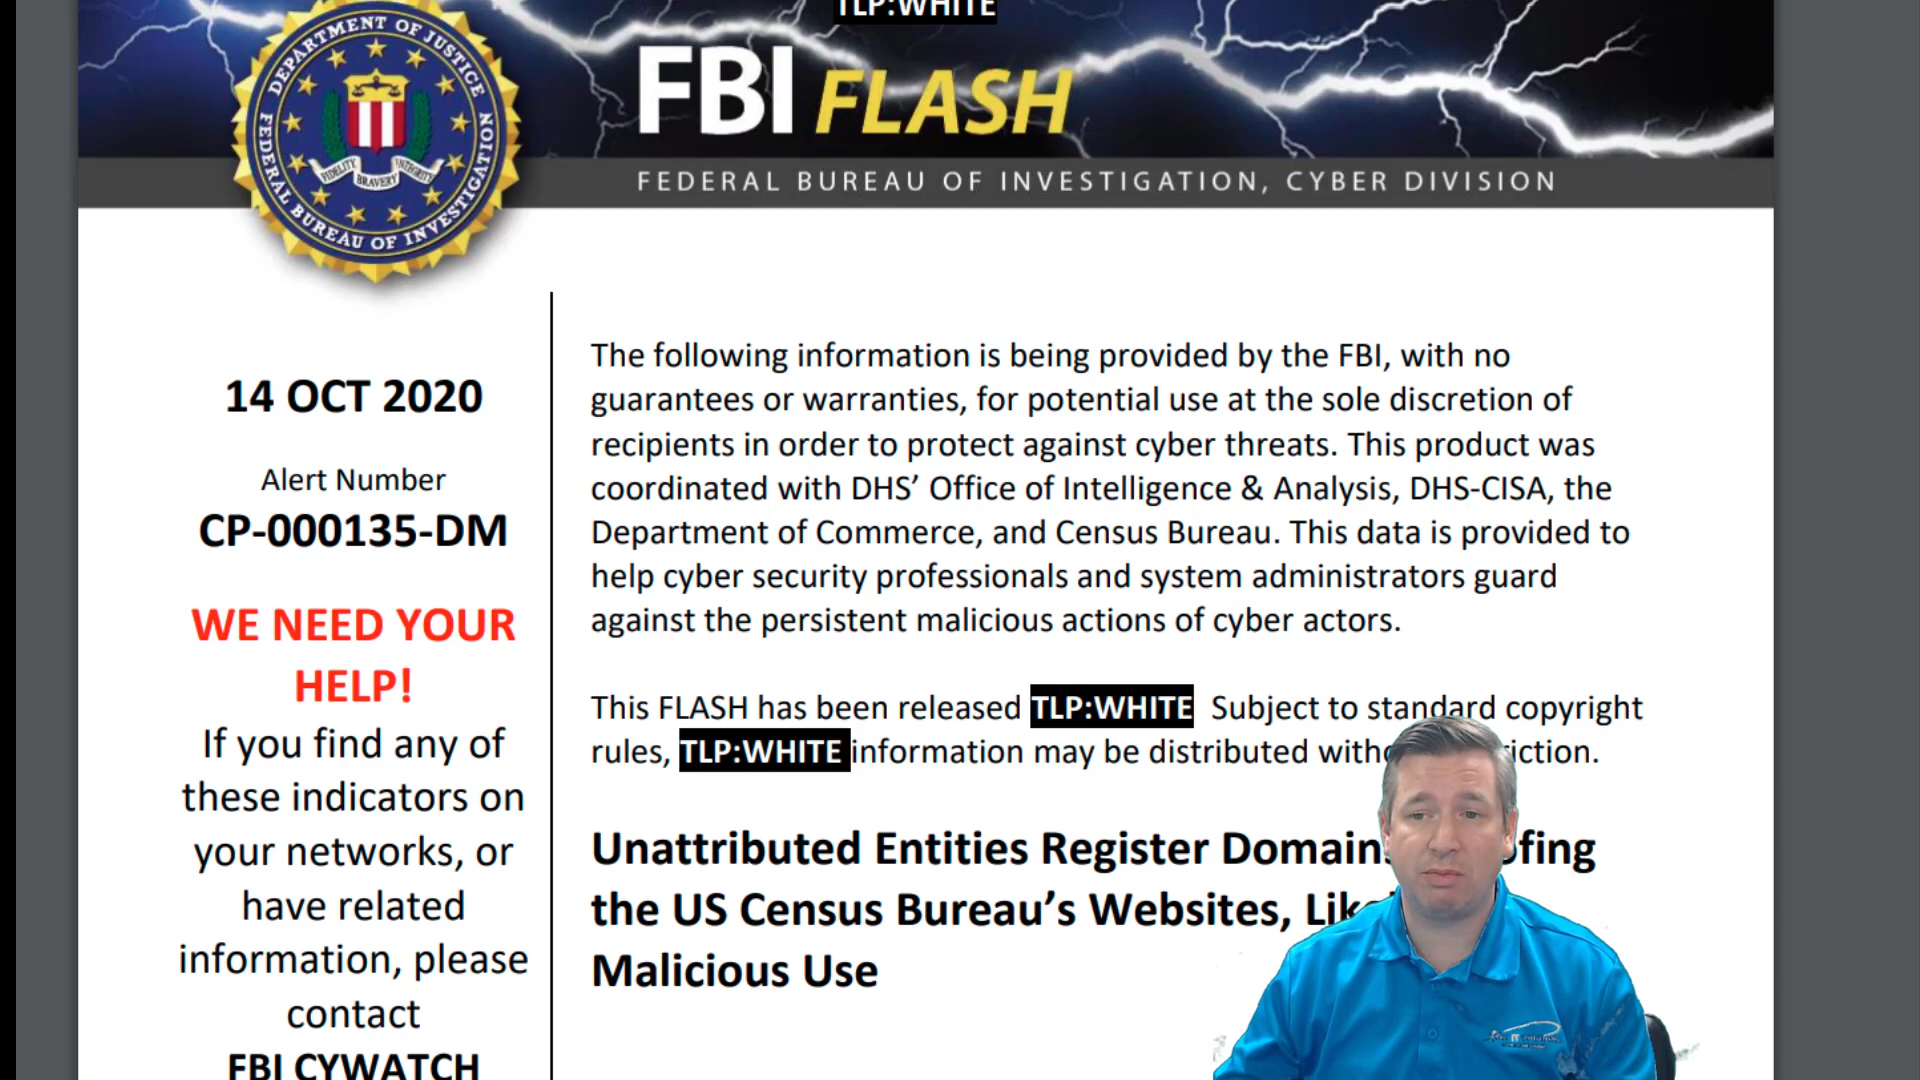 TLP:WHITE
FBI FLASH
FEDERAL BUREAU OF INVESTIGATION, CYBER DIVISION
DEPARTMENT OF JUSTICE
FEDERAL BUREAU OF INVESTIGATION
FIDELITY BRAVERY INTEGRITY
14 OCT 2020
Alert Number
CP-000135-DM
WE NEED YOUR
HELP!
If you find any of
these indicators on
your networks, or
have related
information, please
contact
FBI CYWATCH
The following information is being provided by the FBI, with no
guarantees or warranties, for potential use at the sole discretion of
recipients in order to protect against cyber threats. This product was
coordinated with DHS’ Office of Intelligence & Analysis, DHS-CISA, the
Department of Commerce, and Census Bureau. This data is provided to
help cyber security professionals and system administrators guard
against the persistent malicious actions of cyber actors.
This FLASH has been released TLP:WHITE Subject to standard copyright
rules, TLP:WHITE information may be distributed
Unattributed Entities Register
the US Census Bureau’s Websites,
Malicious Use